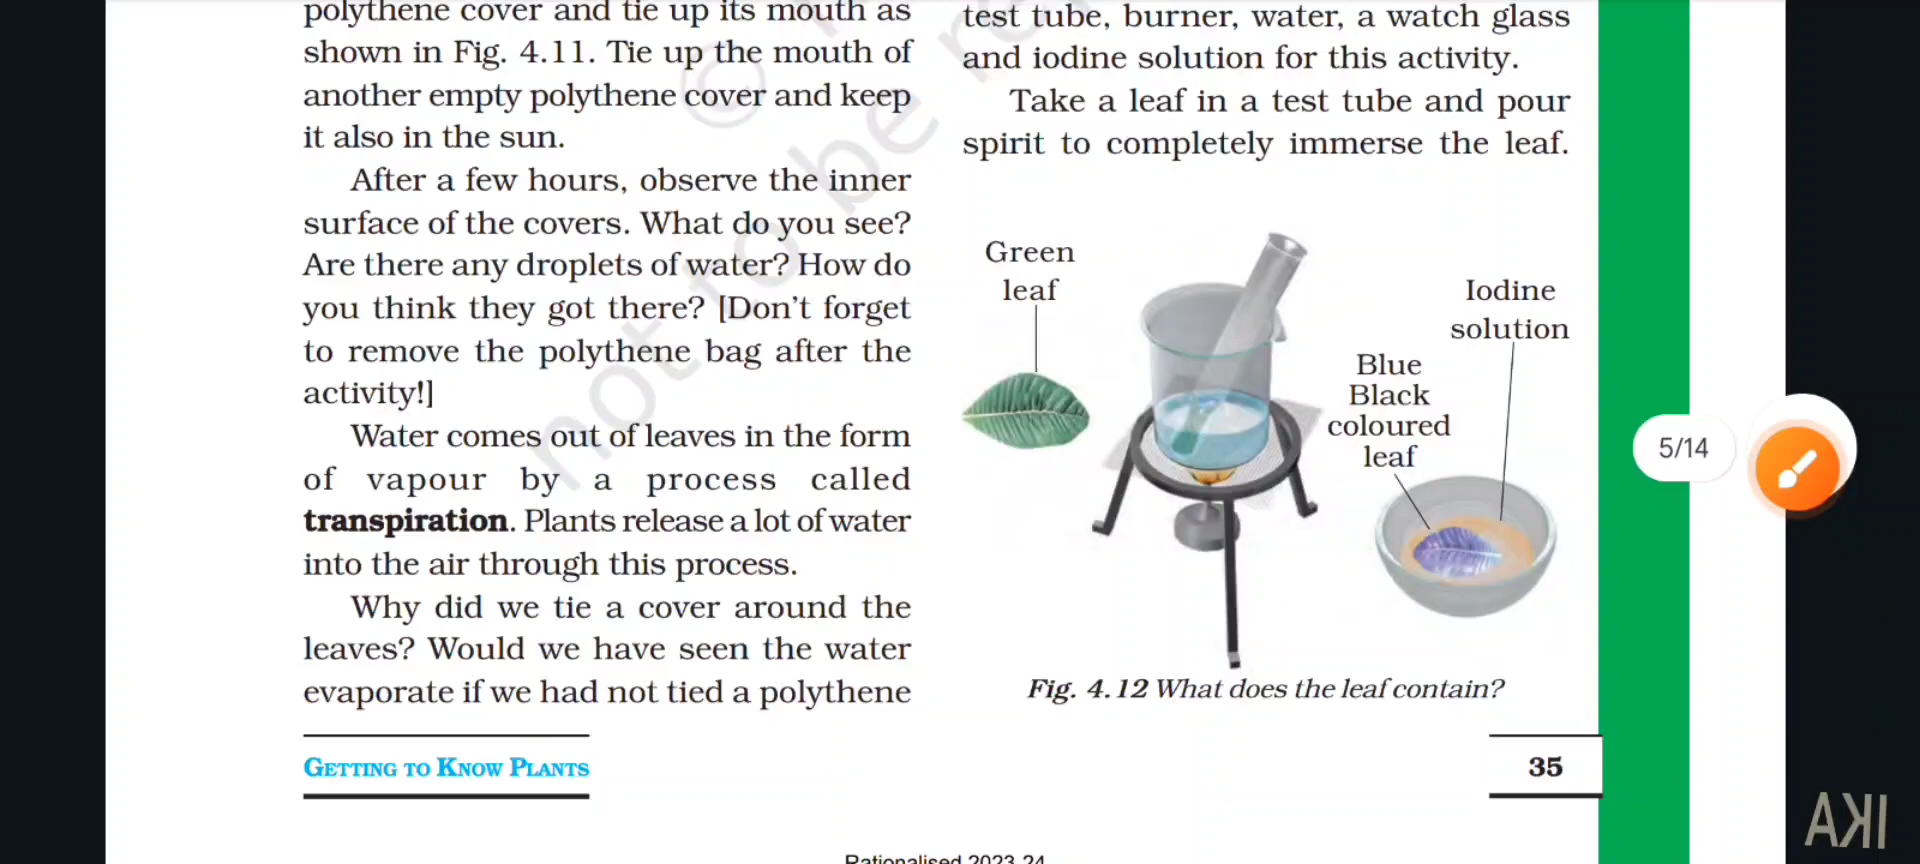 polythene cover and tie up its mouth as
shown in Fig. 4.11. Tie up the mouth of
another empty polythene cover and keep
it also in the sun.
After a few hours, observe the inner
surface of the covers. What do you see?
Are there any droplets of water? How do
you think they got there? [Don't forget
to remove the polythene bag after the
activity!]
Water comes out of leaves in the form
of vapour by a process called
transpiration. Plants release a lot of water
into the air through this process.
Why did we tie a cover around the
leaves? Would we have seen the water
evaporate if we had not tied a polythene
test tube, burner, water, a watch glass
and iodine solution for this activity.
Take a leaf in a test tube and pour
spirit to completely immerse the leaf.
Green
leaf
Iodine
solution
Blue
Black
coloured
leaf
Fig. 4.12 What does the leaf contain?
GETTING TO KNOW PLANTS
35
Rationalised 2023-24
5/14
©
not to be re